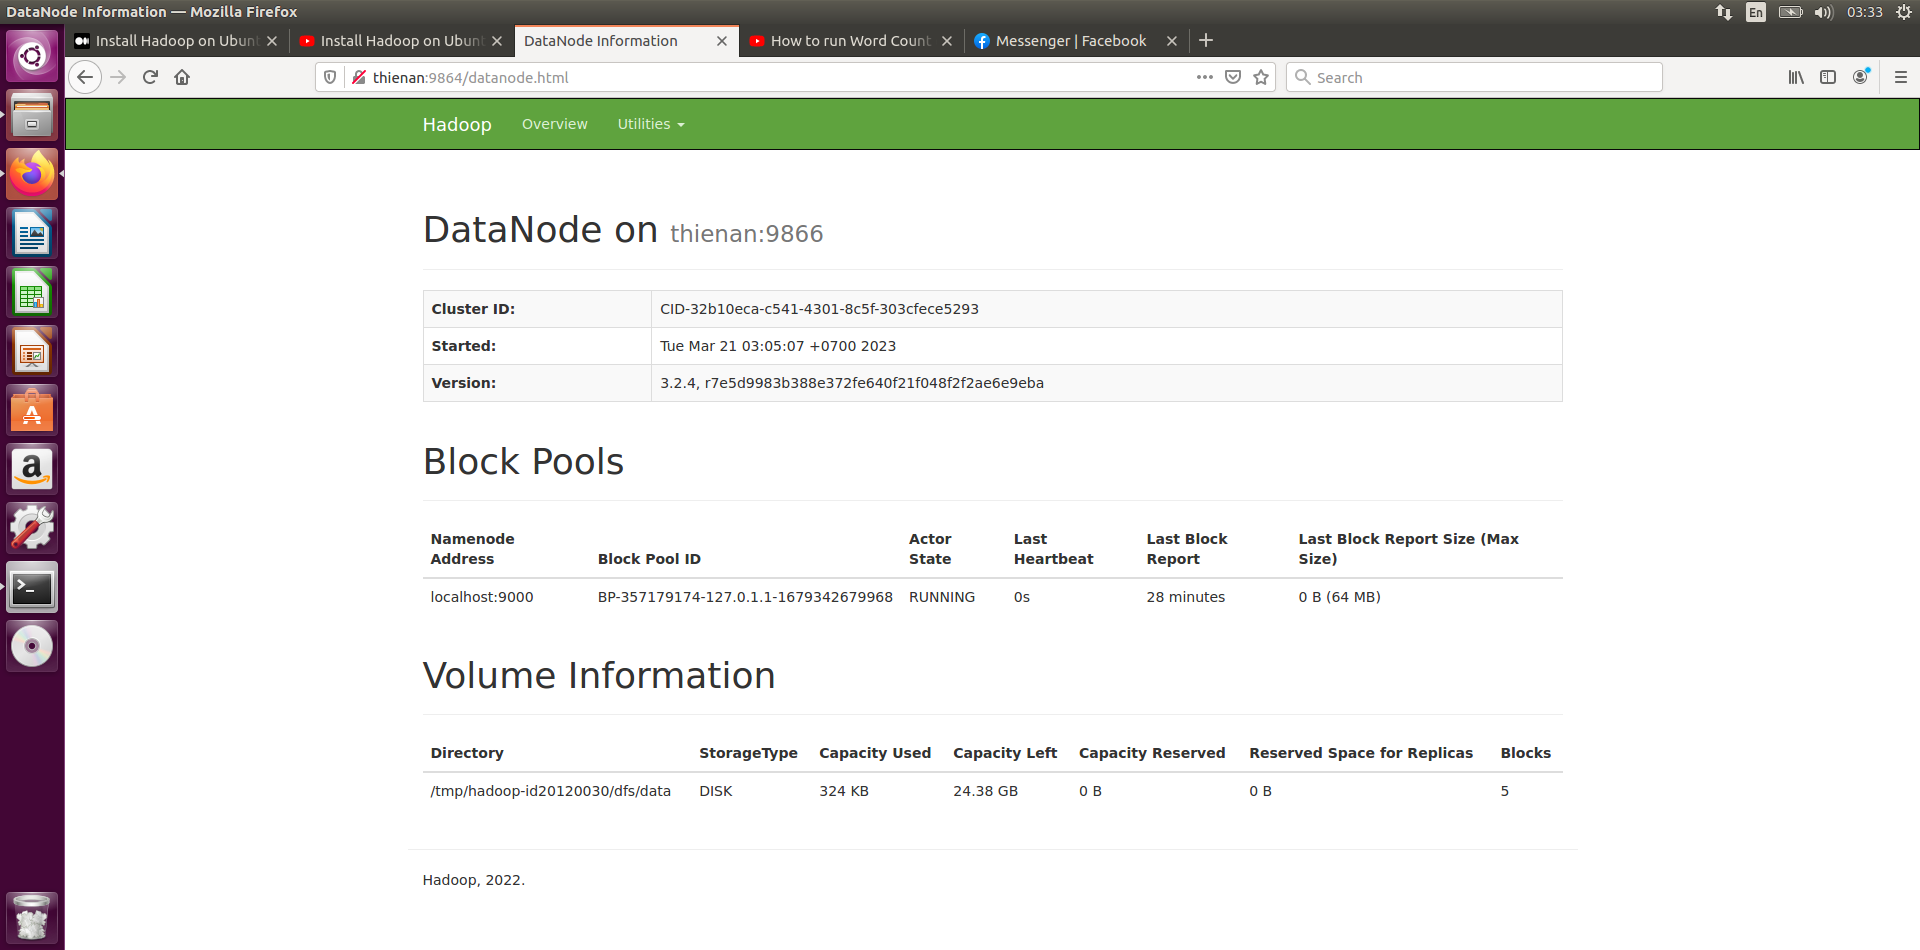 DataNode Information — Mozilla Firefox
En
03:33
Install Hadoop on Ubunt
Install Hadoop on Ubunt
DataNode Information
How to run Word Count
Messenger | Facebook
thienan:9864/datanode.html
Search
Hadoop
Overview
Utilities
DataNode on thienan:9866
Cluster ID: CID-32b10eca-c541-4301-8c5f-303cfece5293
Started: Tue Mar 21 03:05:07 +0700 2023
Version: 3.2.4, r7e5d9983b388e372fe640f21f048f2f2ae6e9eba
Block Pools
Namenode Address Block Pool ID Actor State Last Heartbeat Last Block Report Last Block Report Size (Max Size)
localhost:9000 BP-357179174-127.0.1.1-1679342679968 RUNNING 0s 28 minutes 0 B (64 MB)
Volume Information
Directory StorageType Capacity Used Capacity Left Capacity Reserved Reserved Space for Replicas Blocks
/tmp/hadoop-id20120030/dfs/data DISK 324 KB 24.38 GB 0 B 0 B 5
Hadoop, 2022.